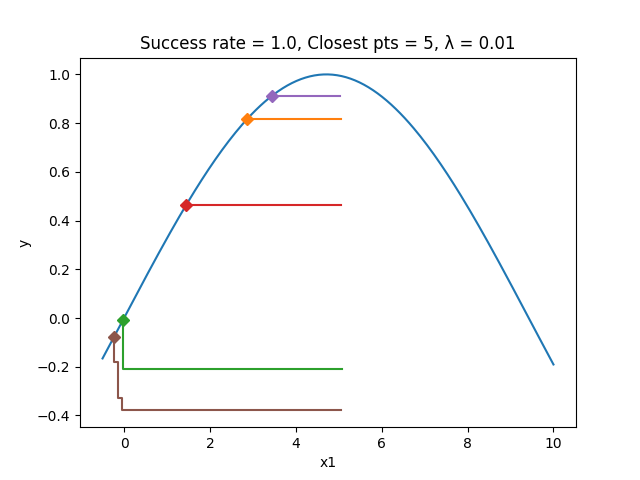 Success rate = 1.0, Closest pts = 5, λ = 0.01
1.0
0.8
0.6
0.4
0.2
0.0
−0.2
−0.4
y
0 2 4 6 8 10
x1